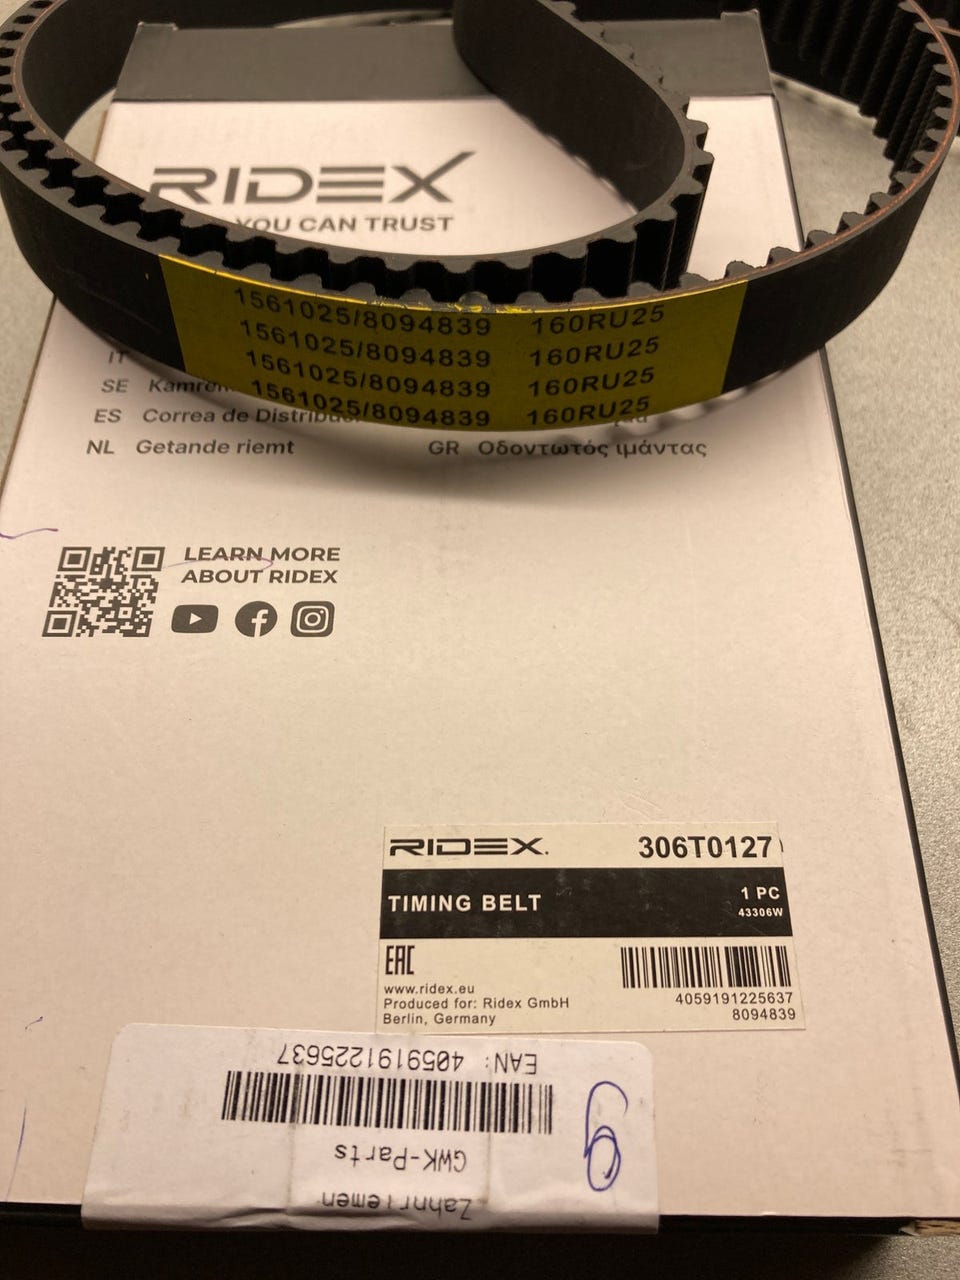 RIDEX
YOU CAN TRUST
1561025/8094839 160RU25
1561025/8094839 160RU25
1561025/8094839 160RU25
1561025/8094839 160RU25
IT
SE
ES Correa de
NL Getande riemt GR Οδοντωτός ιμάντας
LEARN MORE
ABOUT RIDEX
RIDEX. 306T0127
TIMING BELT 1 PC
43306W
EAC
www.ridex.eu
Produced for: Ridex GmbH
Berlin, Germany
4059191225637
8094839
EAN: 4059191225637
GWK-Parts
Zahnriemen